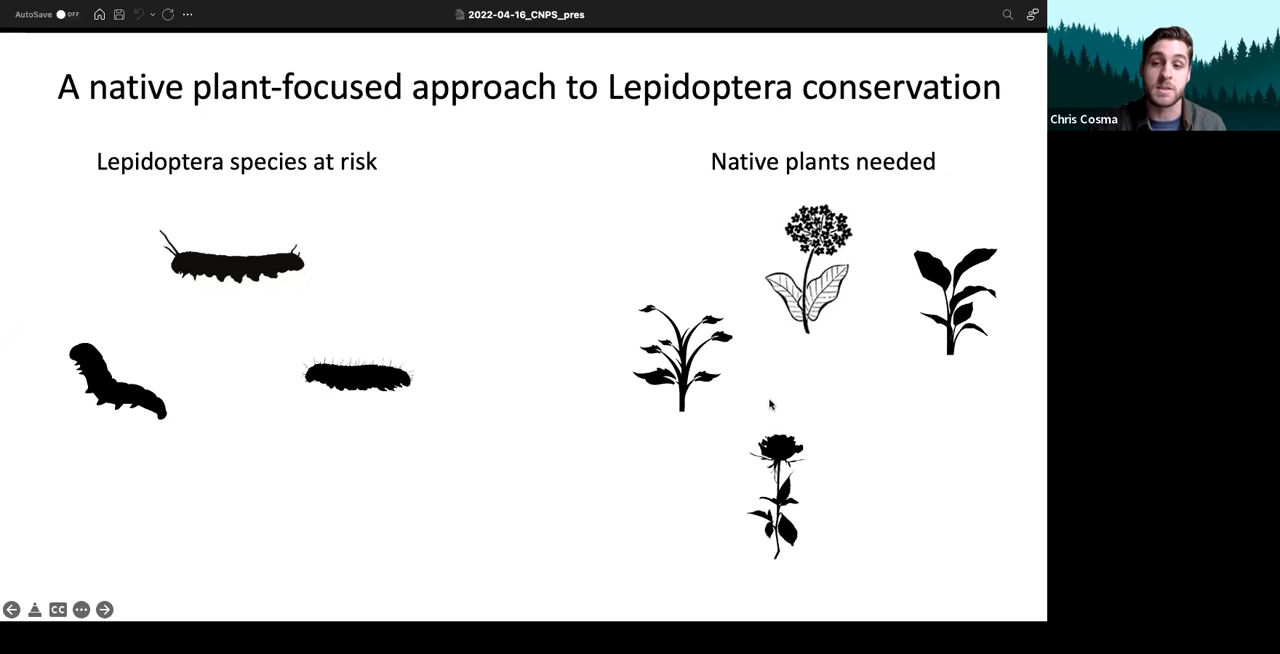 AutoSave OFF
2022-04-16_CNPS_pres
A native plant-focused approach to Lepidoptera conservation
Lepidoptera species at risk
Native plants needed
Chris Cosma
CC